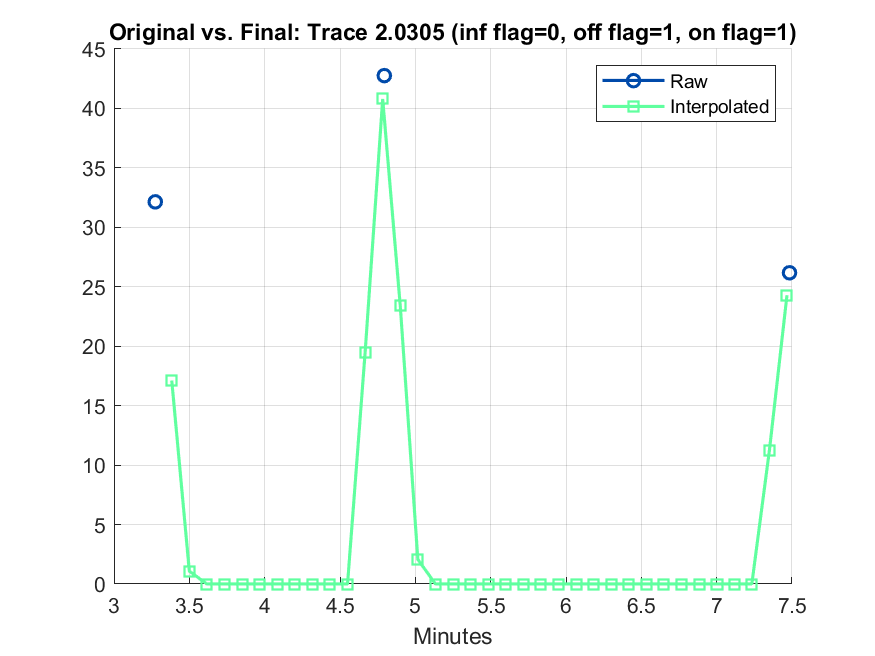 Original vs. Final: Trace 2.0305 (inf flag=0, off flag=1, on flag=1)
45
40
35
30
25
20
15
10
5
0
Raw
Interpolated
3 3.5 4 4.5 5 5.5 6 6.5 7 7.5
Minutes